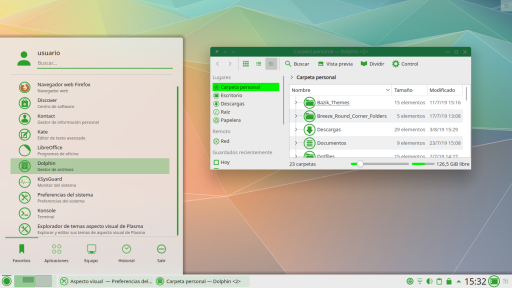 usuario
Buscar...
Navegador web Firefox
Navegador web
Discover
Centro de software
Kontact
Gestor de información personal
Kate
Editor de texto avanzado
LibreOffice
Programas de oficina
Dolphin
Gestor de archivos
KSysGuard
Monitor del sistema
Preferencias del sistema
Preferencias del sistema
Konsole
Terminal
Explorador de temas aspecto visual de Plasma
Explorar y editar sus temas de aspecto visual de Plasma
Favoritos Aplicaciones Equipo Historial Salir
Carpeta personal — Dolphin <2>
Buscar Vista previa Dividir Control
Lugares
Carpeta personal
Escritorio
Descargas
Raíz
Papelera
Remoto
Red
Guardados recientemente
Hoy
Carpeta personal
Nombre Tamaño Modificado
Bazik_Themes 15 elementos 11/7/19 15:16
Breeze_Round_Corner_Folders 5 elementos 17/7/19 13:08
Descargas 29 elementos 3/8/19 15:29
Documentos 9 elementos 23/7/19 15:08
Dotfiles
23 carpetas 126,5 GiB libre
Aspecto visual — Preferencias del... Carpeta personal — Dolphin <2> 15:32